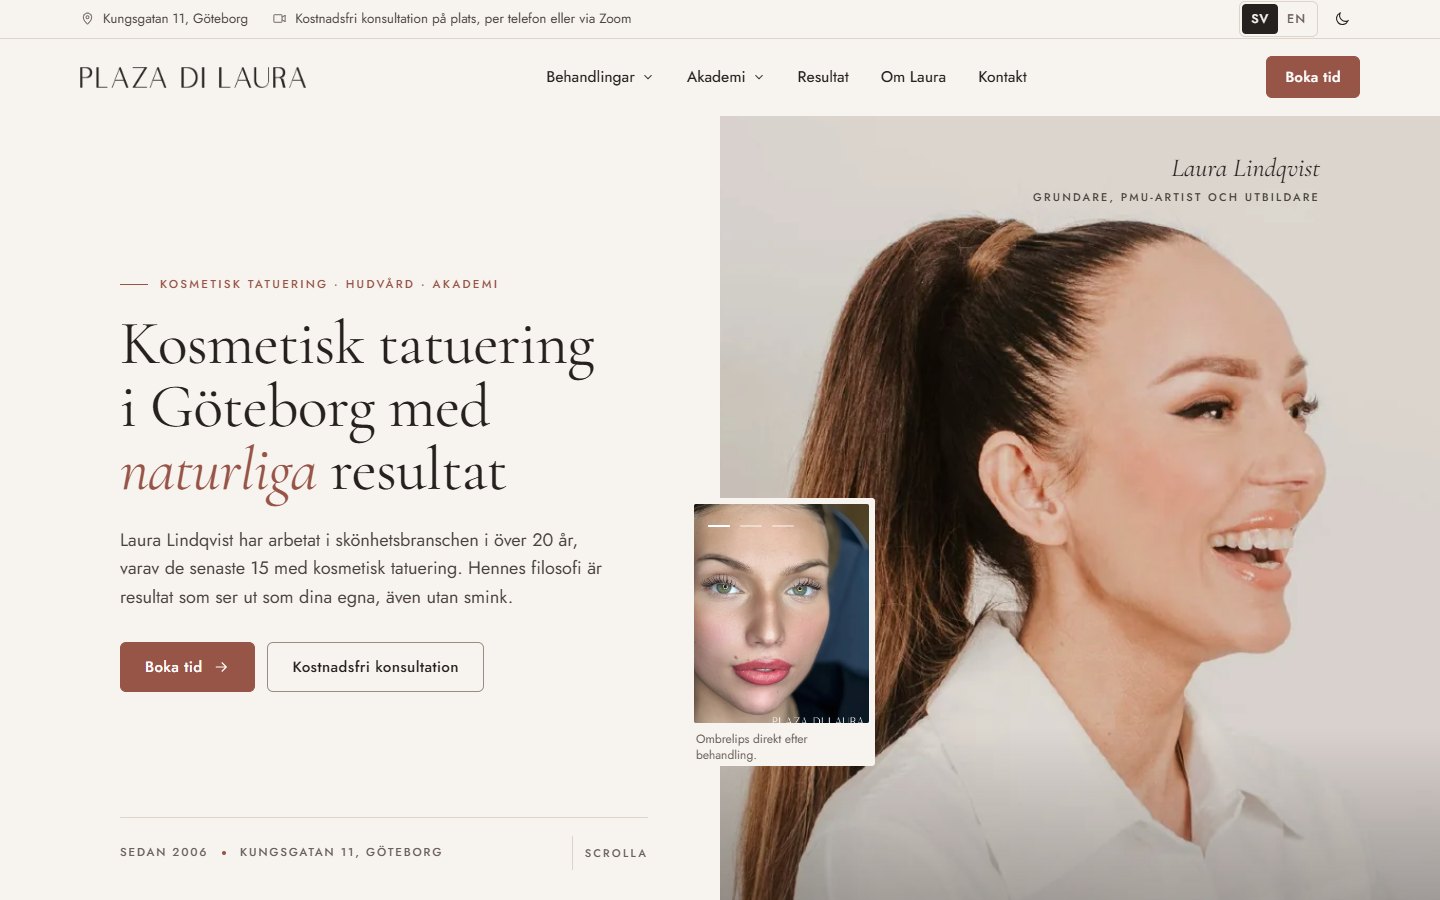 Kungsgatan 11, Göteborg
Kostnadsfri konsultation på plats, per telefon eller via Zoom
SV
EN
PLAZA DI LAURA
Behandlingar
Akademi
Resultat
Om Laura
Kontakt
Boka tid
Laura Lindqvist
GRUNDARE, PMU-ARTIST OCH UTBILDARE
KOSMETISK TATUERING · HUDVÅRD · AKADEMI
Kosmetisk tatuering
i Göteborg med
naturliga resultat
Laura Lindqvist har arbetat i skönhetsbranschen i över 20 år,
varav de senaste 15 med kosmetisk tatuering. Hennes filosofi är
resultat som ser ut som dina egna, även utan smink.
Boka tid
Kostnadsfri konsultation
PLAZA DI LAURA
Ombrelips direkt efter
behandling.
SEDAN 2006 • KUNGSGATAN 11, GÖTEBORG
SCROLLA